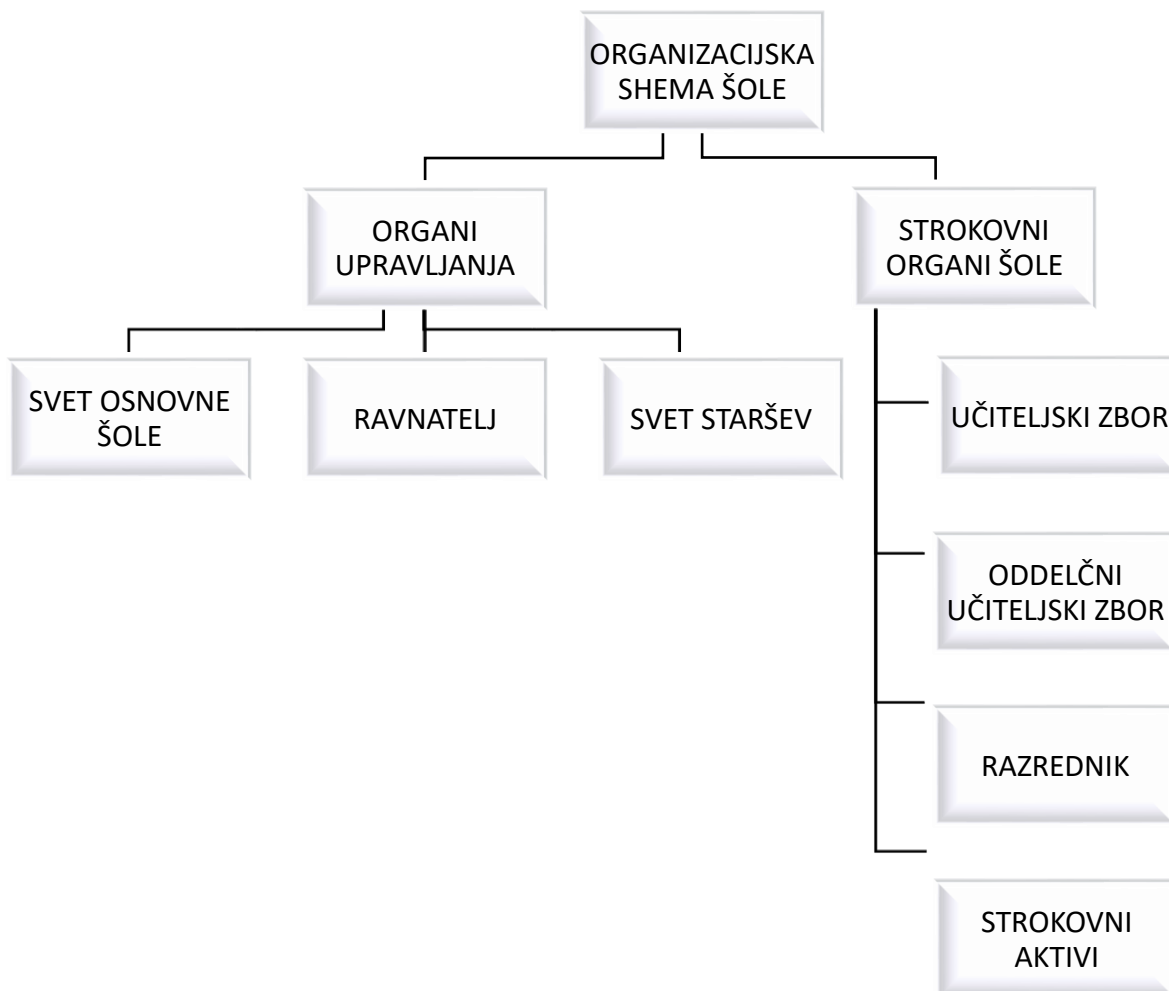 ORGANIZACIJSKA
SHEMA ŠOLE
ORGANI
UPRAVLJANJA
STROKOVNI
ORGANI ŠOLE
SVET OSNOVNE
ŠOLE
RAVNATELJ
SVET STARŠEV
UČITELJSKI ZBOR
ODDELČNI
UČITELJSKI ZBOR
RAZREDNIK
STROKOVNI
AKTIVI